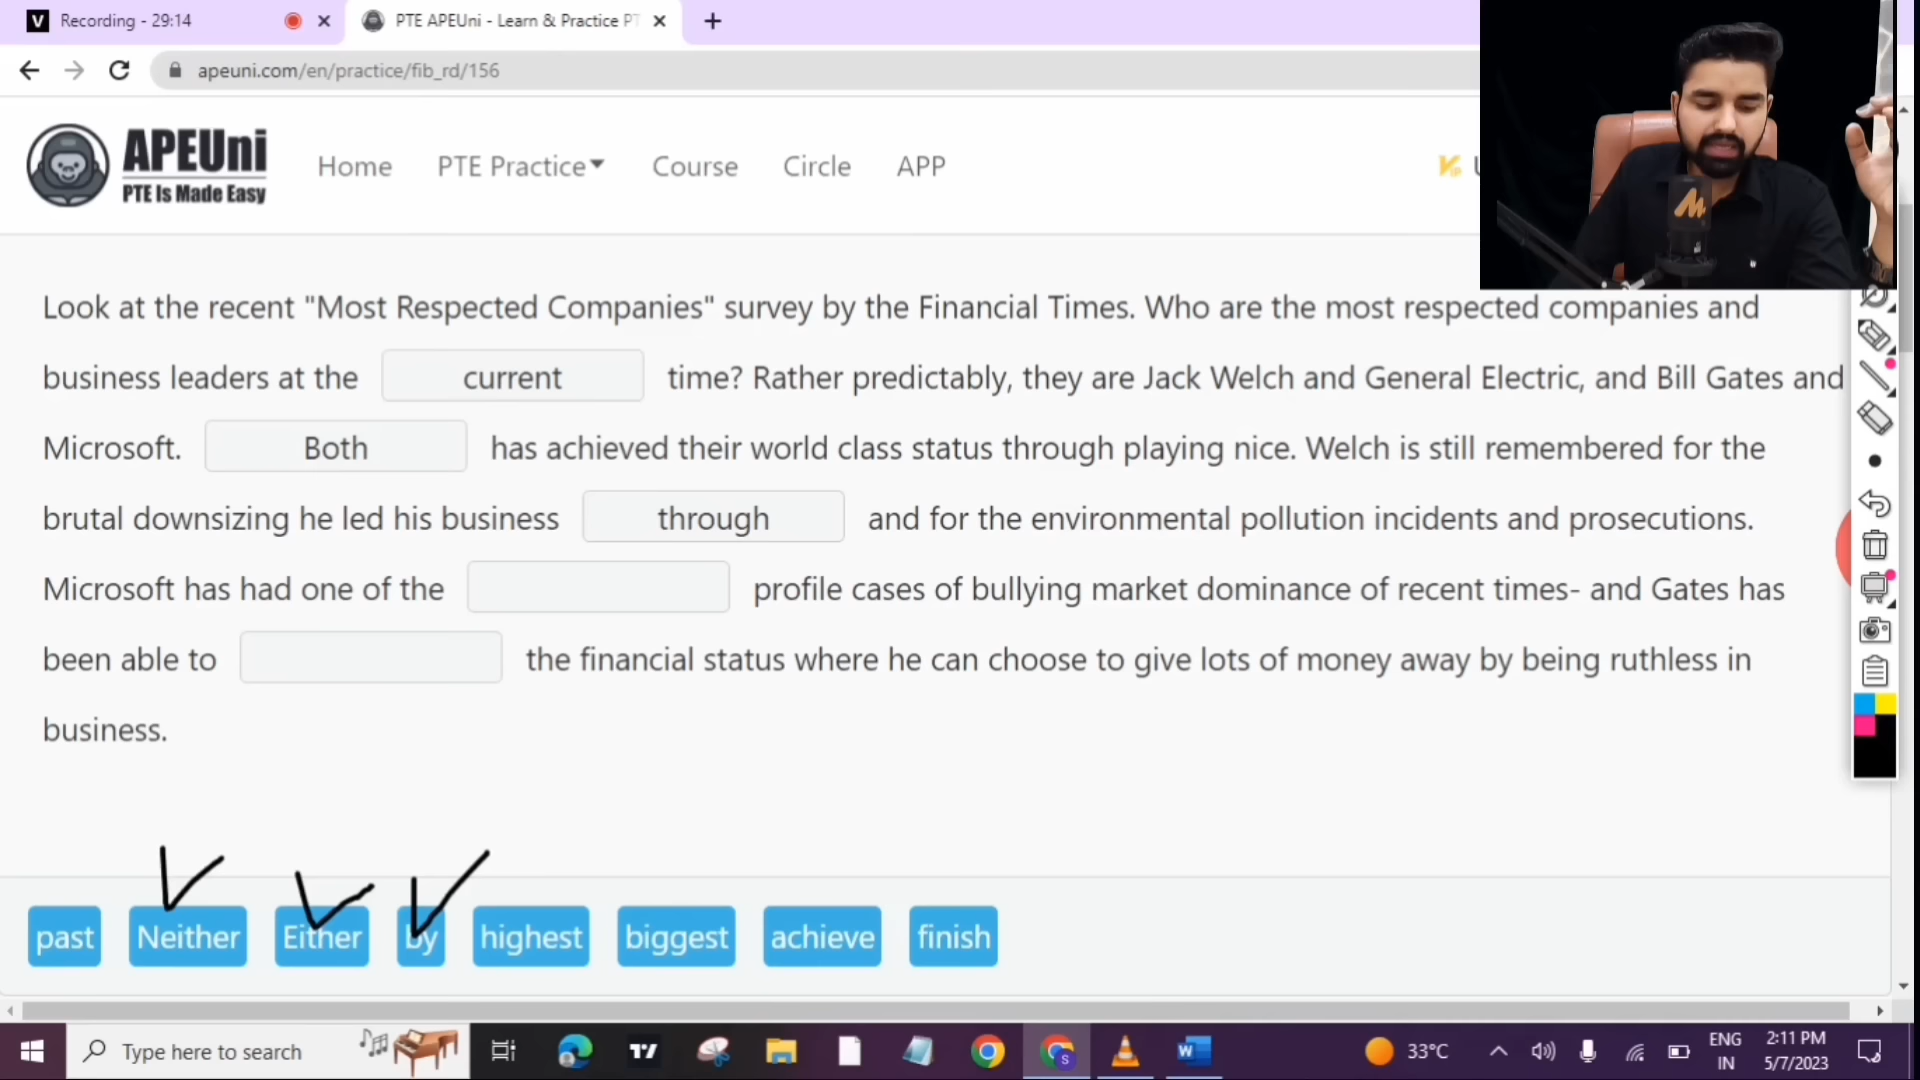 Recording - 29:14
PTE APEUni - Learn & Practice PT
apeuni.com/en/practice/fib_rd/156
APEUni
PTE Is Made Easy
Home PTE Practice Course Circle APP
Look at the recent "Most Respected Companies" survey by the Financial Times. Who are the most respected companies and
business leaders at the current time? Rather predictably, they are Jack Welch and General Electric, and Bill Gates and
Microsoft. Both has achieved their world class status through playing nice. Welch is still remembered for the
brutal downsizing he led his business through and for the environmental pollution incidents and prosecutions.
Microsoft has had one of the profile cases of bullying market dominance of recent times- and Gates has
been able to the financial status where he can choose to give lots of money away by being ruthless in
business.
past Neither Either by highest biggest achieve finish
Type here to search
33°C
ENG
IN
2:11 PM
5/7/2023